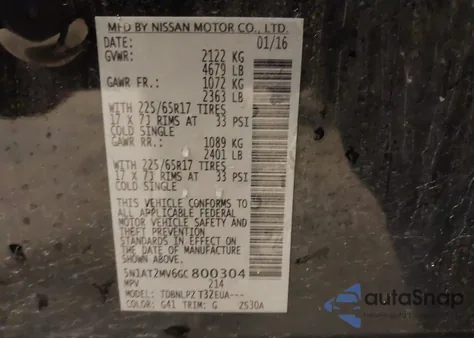 MFD BY NISSAN MOTOR CO., LTD.
DATE: 01/16
GVWR: 2122 KG
4679 LB
GAWR FR.: 1072 KG
2363 LB
WITH 225/65R17 TIRES
17 X 7J RIMS AT 33 PSI
COLD SINGLE
GAWR RR.: 1089 KG
2401 LB
WITH 225/65R17 TIRES
17 X 7J RIMS AT 33 PSI
COLD SINGLE
THIS VEHICLE CONFORMS TO
ALL APPLICABLE FEDERAL
MOTOR VEHICLE SAFETY AND
THEFT PREVENTION
STANDARDS IN EFFECT ON
THE DATE OF MANUFACTURE
SHOWN ABOVE.
5N1AT2MV6GC800304
MPV 214
MODEL: TDBNLPZ T3ZEUA---
COLOR: G41 TRIM: G 2530A
autoSnap